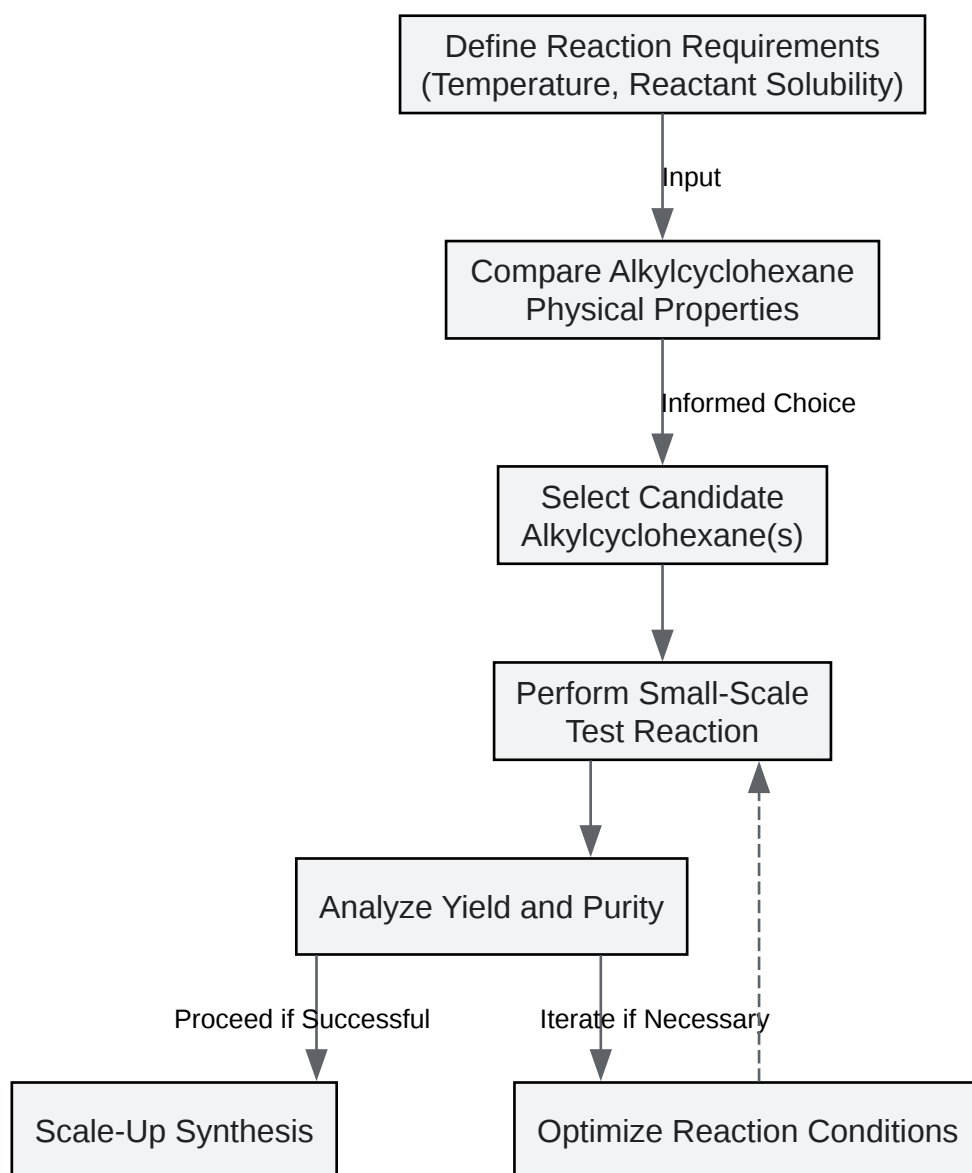 Define Reaction Requirements
(Temperature, Reactant Solubility)
Input
Compare Alkylcyclohexane
Physical Properties
Informed Choice
Select Candidate
Alkylcyclohexane(s)
Perform Small-Scale
Test Reaction
Analyze Yield and Purity
Proceed if Successful
Iterate if Necessary
Scale-Up Synthesis
Optimize Reaction Conditions